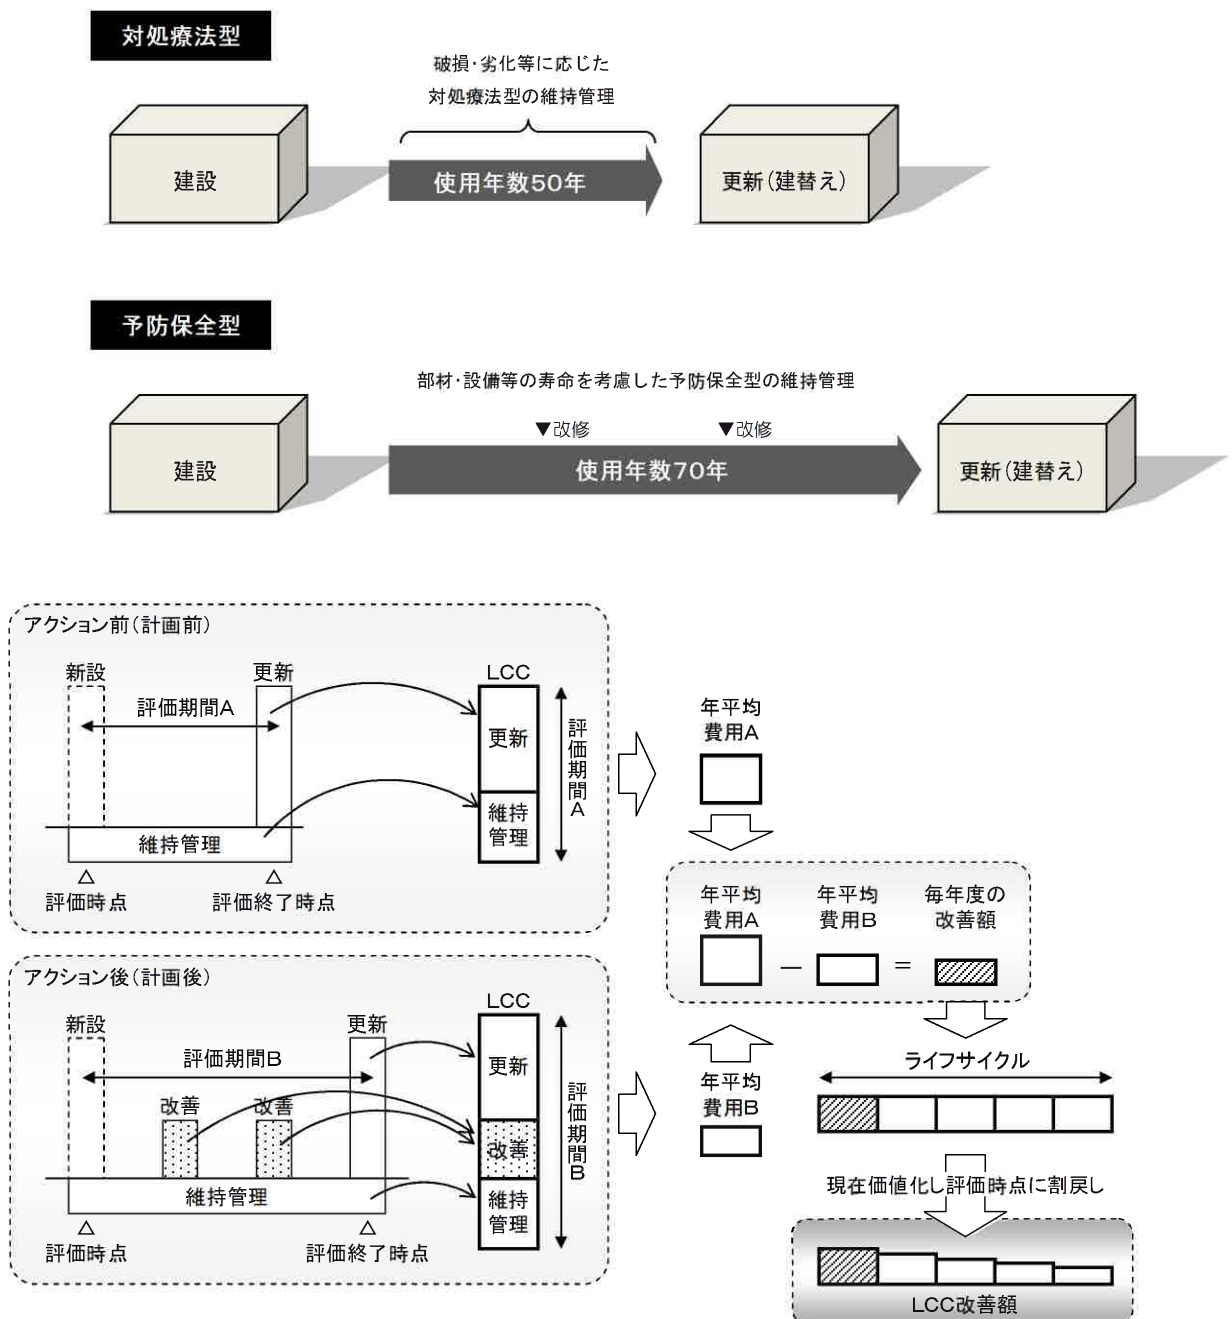 対処療法型
破損・劣化等に応じた
対処療法型の維持管理
建設
使用年数50年
更新(建替え)
予防保全型
部材・設備等の寿命を考慮した予防保全型の維持管理
▼改修
▼改修
建設
使用年数70年
更新(建替え)
アクション前(計画前)
新設
更新
LCC
評価期間A
更新
維持
管理
評価期間A
維持管理
△
△
評価時点
評価終了時点
年平均
費用A
年平均
費用A
−
年平均
費用B
=
毎年度の
改善額
アクション後(計画後)
新設
更新
LCC
評価期間B
改善
改善
更新
改善
維持
管理
評価期間B
維持管理
△
△
評価時点
評価終了時点
年平均
費用B
ライフサイクル
現在価値化し評価時点に割戻し
LCC改善額